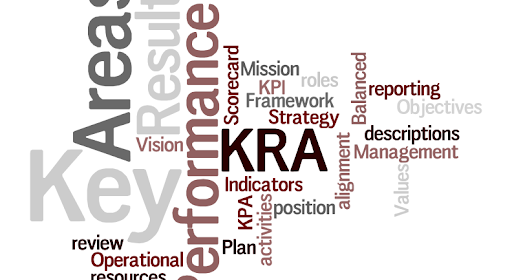 Areas
Result
Performance
Scorecard
Mission
KPI
roles
Framework
Strategy
Balanced
reporting
Objectives
descriptions
Management
Vision
KRA
Key
Indicators
alignment
Values
KPA
activities
position
review
Plan
Operational
resources